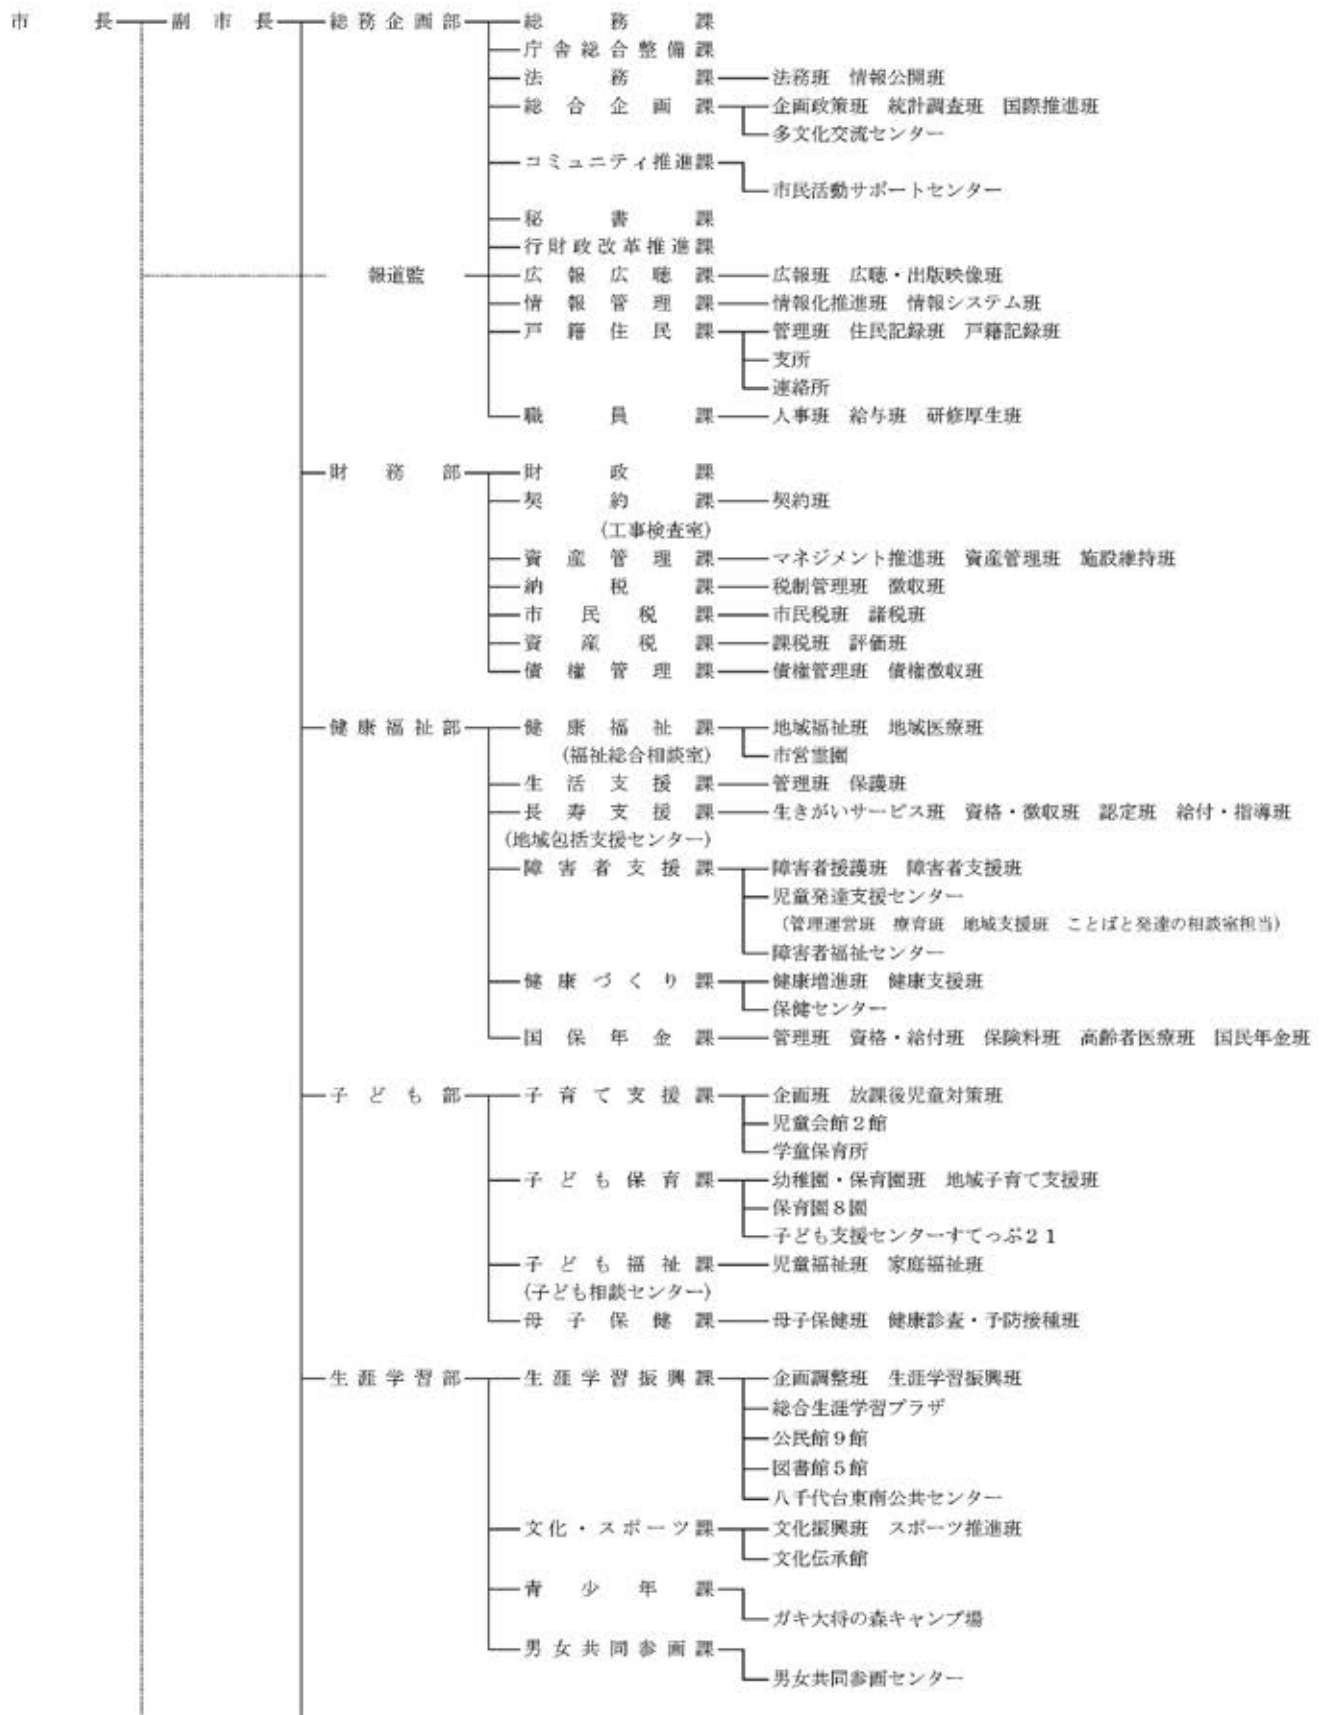 市長 副市長 総務企画部 総務課
庁舎総合整備課
法務課 法務班 情報公開班
総合企画課 企画政策班 統計調査班 国際推進班
多文化交流センター
コミュニティ推進課
市民活動サポートセンター
秘書課
行財政改革推進課
報道監 広報広聴課 広報班 広聴・出版映像班
情報管理課 情報化推進班 情報システム班
戸籍住民課 管理班 住民記録班 戸籍記録班
支所
連絡所
職員課 人事班 給与班 研修厚生班
財務部 財政課
契約課 契約班
(工事検査室)
資産管理課 マネジメント推進班 資産管理班 施設維持班
納税課 税制管理班 徴収班
市民税課 市民税班 諸税班
資産税課 課税班 評価班
債権管理課 債権管理班 債権徴収班
健康福祉部 健康福祉課 地域福祉班 地域医療班
(福祉総合相談室) 市営霊園
生活支援課 管理班 保護班
長寿支援課 生きがいサービス班 資格・徴収班 認定班 給付・指導班
(地域包括支援センター)
障害者支援課 障害者援護班 障害者支援班
児童発達支援センター
(管理運営班 療育班 地域支援班 ことばと発達の相談室担当)
障害者福祉センター
健康づくり課 健康増進班 健康支援班
保健センター
国保年金課 管理班 資格・給付班 保険料班 高齢者医療班 国民年金班
子ども部 子育て支援課 企画班 放課後児童対策班
児童会館2館
学童保育所
子ども保育課 幼稚園・保育園班 地域子育て支援班
保育園8園
子ども支援センターすてっぷ21
子ども福祉課 児童福祉班 家庭福祉班
(子ども相談センター)
母子保健課 母子保健班 健康診査・予防接種班
生涯学習部 生涯学習振興課 企画調整班 生涯学習振興班
総合生涯学習プラザ
公民館9館
図書館5館
八千代台東南公共センター
文化・スポーツ課 文化振興班 スポーツ推進班
文化伝承館
青少年課
ガキ大将の森キャンプ場
男女共同参画課
男女共同参画センター